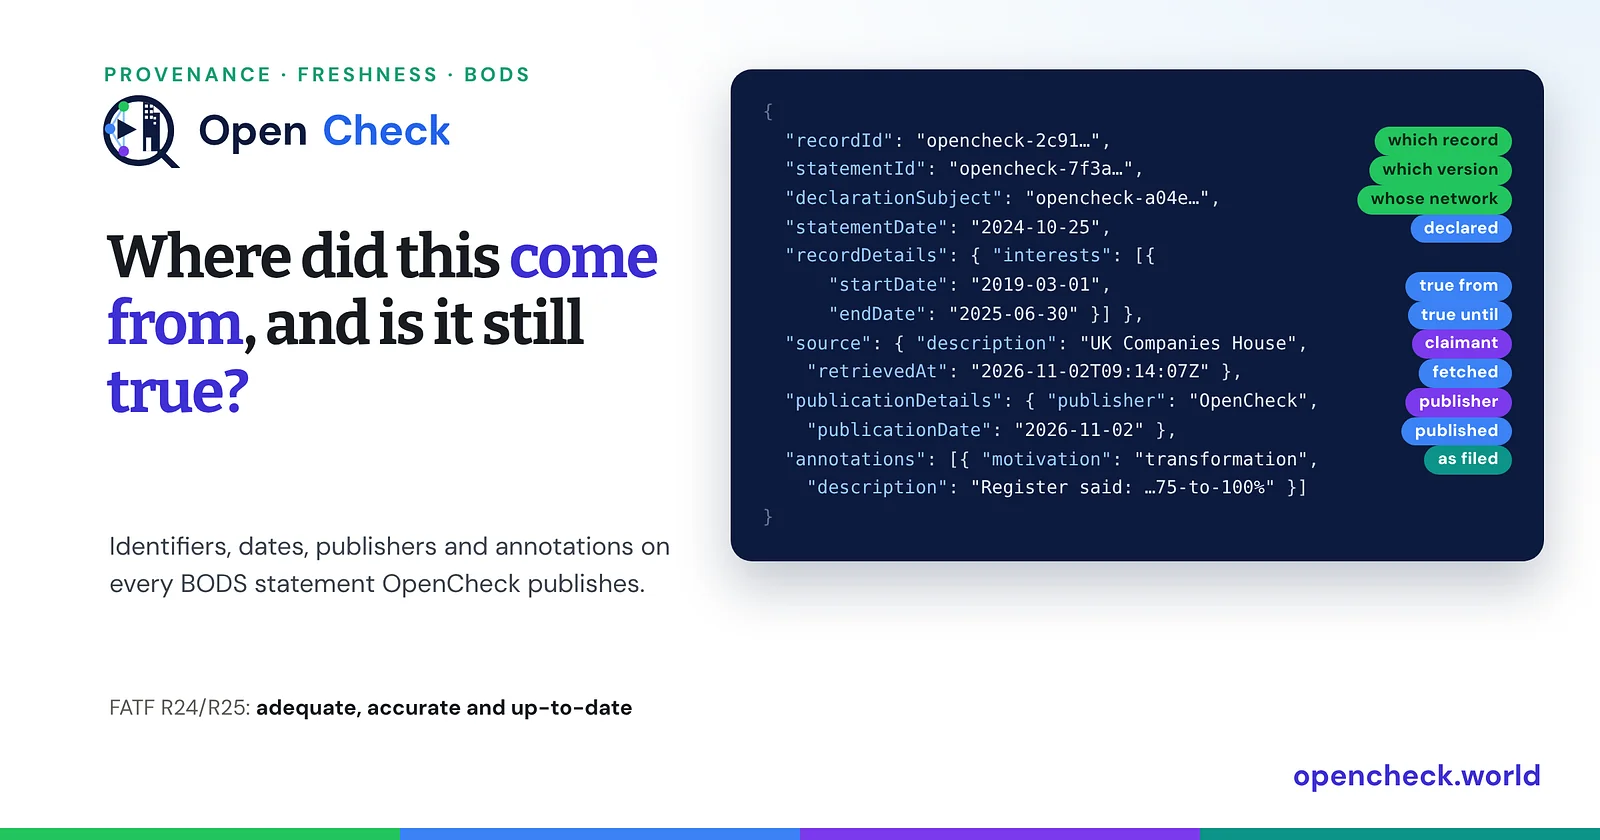 PROVENANCE · FRESHNESS · BODS
Open Check
Where did this come
from, and is it still
true?
Identifiers, dates, publishers and annotations on
every BODS statement OpenCheck publishes.
FATF R24/R25: adequate, accurate and up-to-date
{
"recordId": "opencheck-2c91…", which record
"statementId": "opencheck-7f3a…", which version
"declarationSubject": "opencheck-a04e…", whose network
"statementDate": "2024-10-25", declared
"recordDetails": { "interests": [{
"startDate": "2019-03-01", true from
"endDate": "2025-06-30" }] }, true until
"source": { "description": "UK Companies House", claimant
"retrievedAt": "2026-11-02T09:14:07Z" }, fetched
"publicationDetails": { "publisher": "OpenCheck", publisher
"publicationDate": "2026-11-02" }, published
"annotations": [{ "motivation": "transformation", as filed
"description": "Register said: …75-to-100%" }]
}
opencheck.world